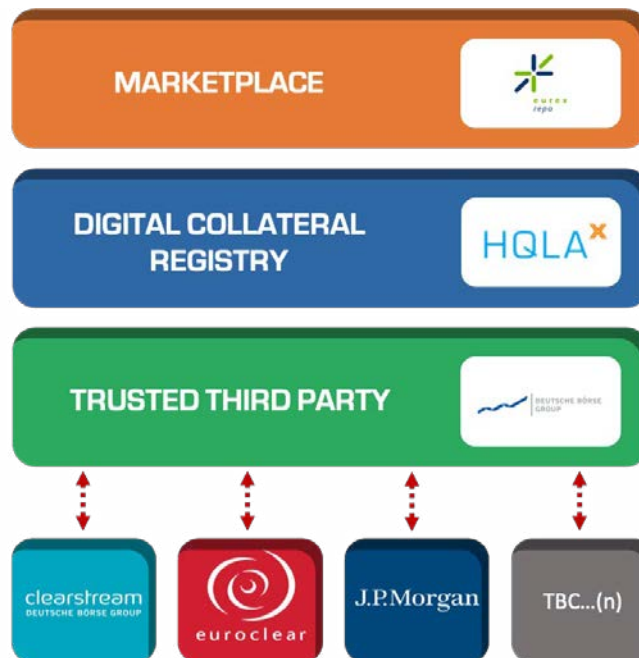 MARKETPLACE
eurex
repo
DIGITAL COLLATERAL
REGISTRY
HQLAx
TRUSTED THIRD PARTY
DEUTSCHE BÖRSE
GROUP
clearstream
DEUTSCHE BÖRSE GROUP
euroclear
J.P.Morgan
TBC...(n)